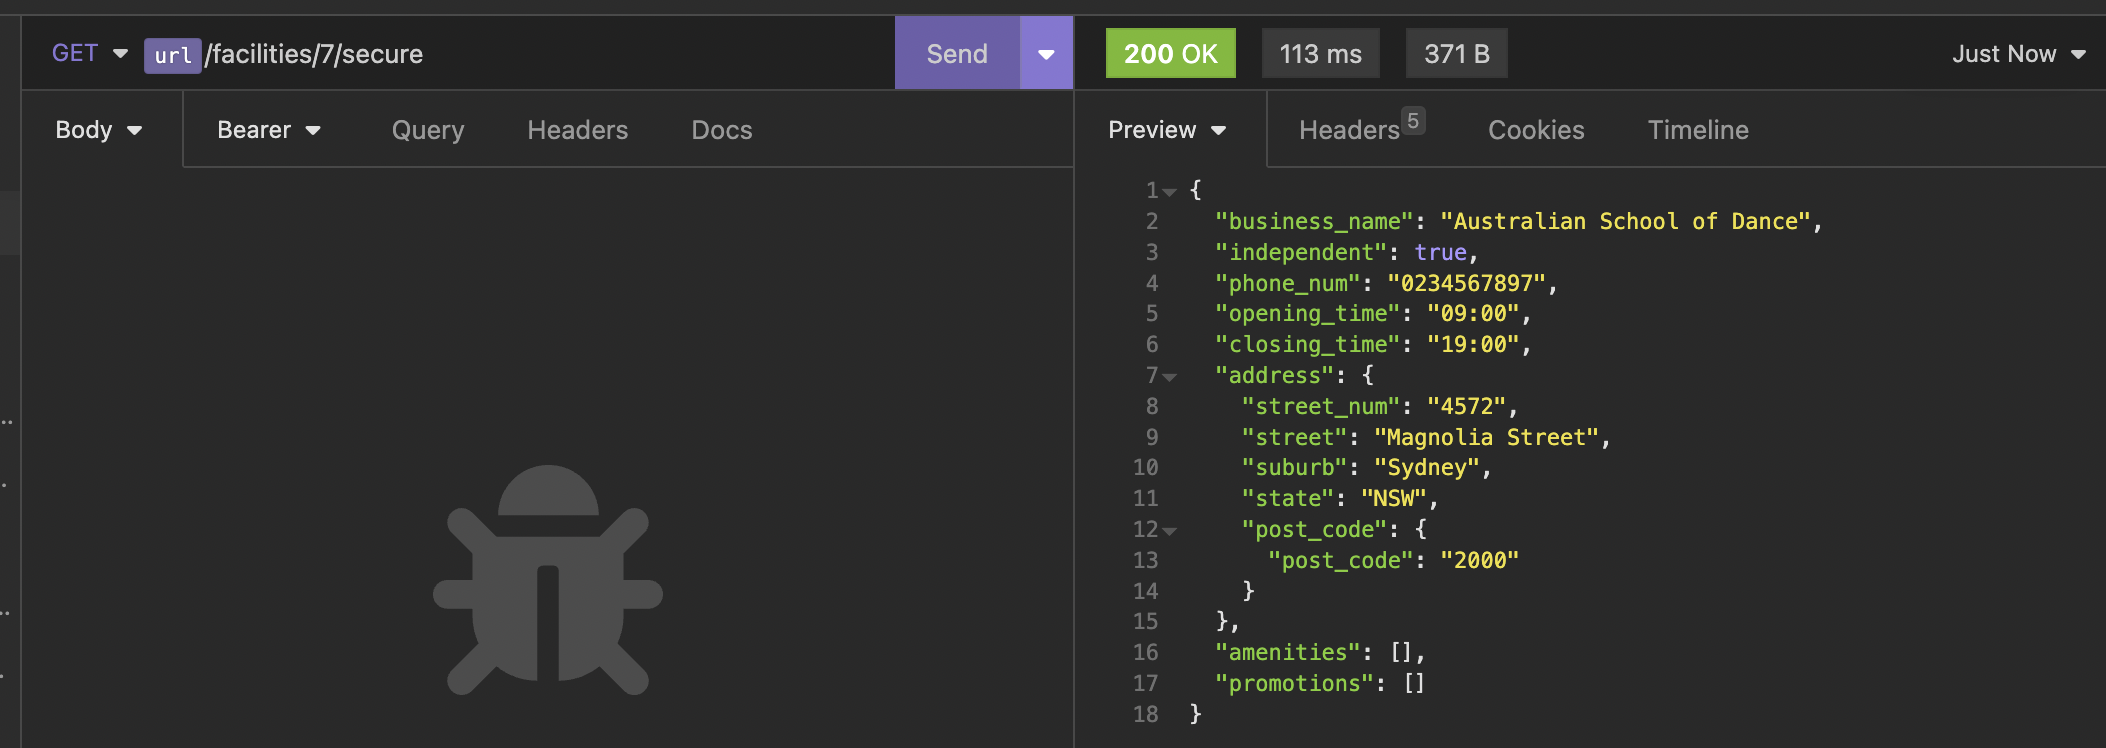 GET url /facilities/7/secure Send 200 OK 113 ms 371 B Just Now
Body Bearer Query Headers Docs Preview Headers 5 Cookies Timeline
1 {
2 "business_name": "Australian School of Dance",
3 "independent": true,
4 "phone_num": "0234567897",
5 "opening_time": "09:00",
6 "closing_time": "19:00",
7 "address": {
8 "street_num": "4572",
9 "street": "Magnolia Street",
10 "suburb": "Sydney",
11 "state": "NSW",
12 "post_code": {
13 "post_code": "2000"
14 }
15 },
16 "amenities": [],
17 "promotions": []
18 }